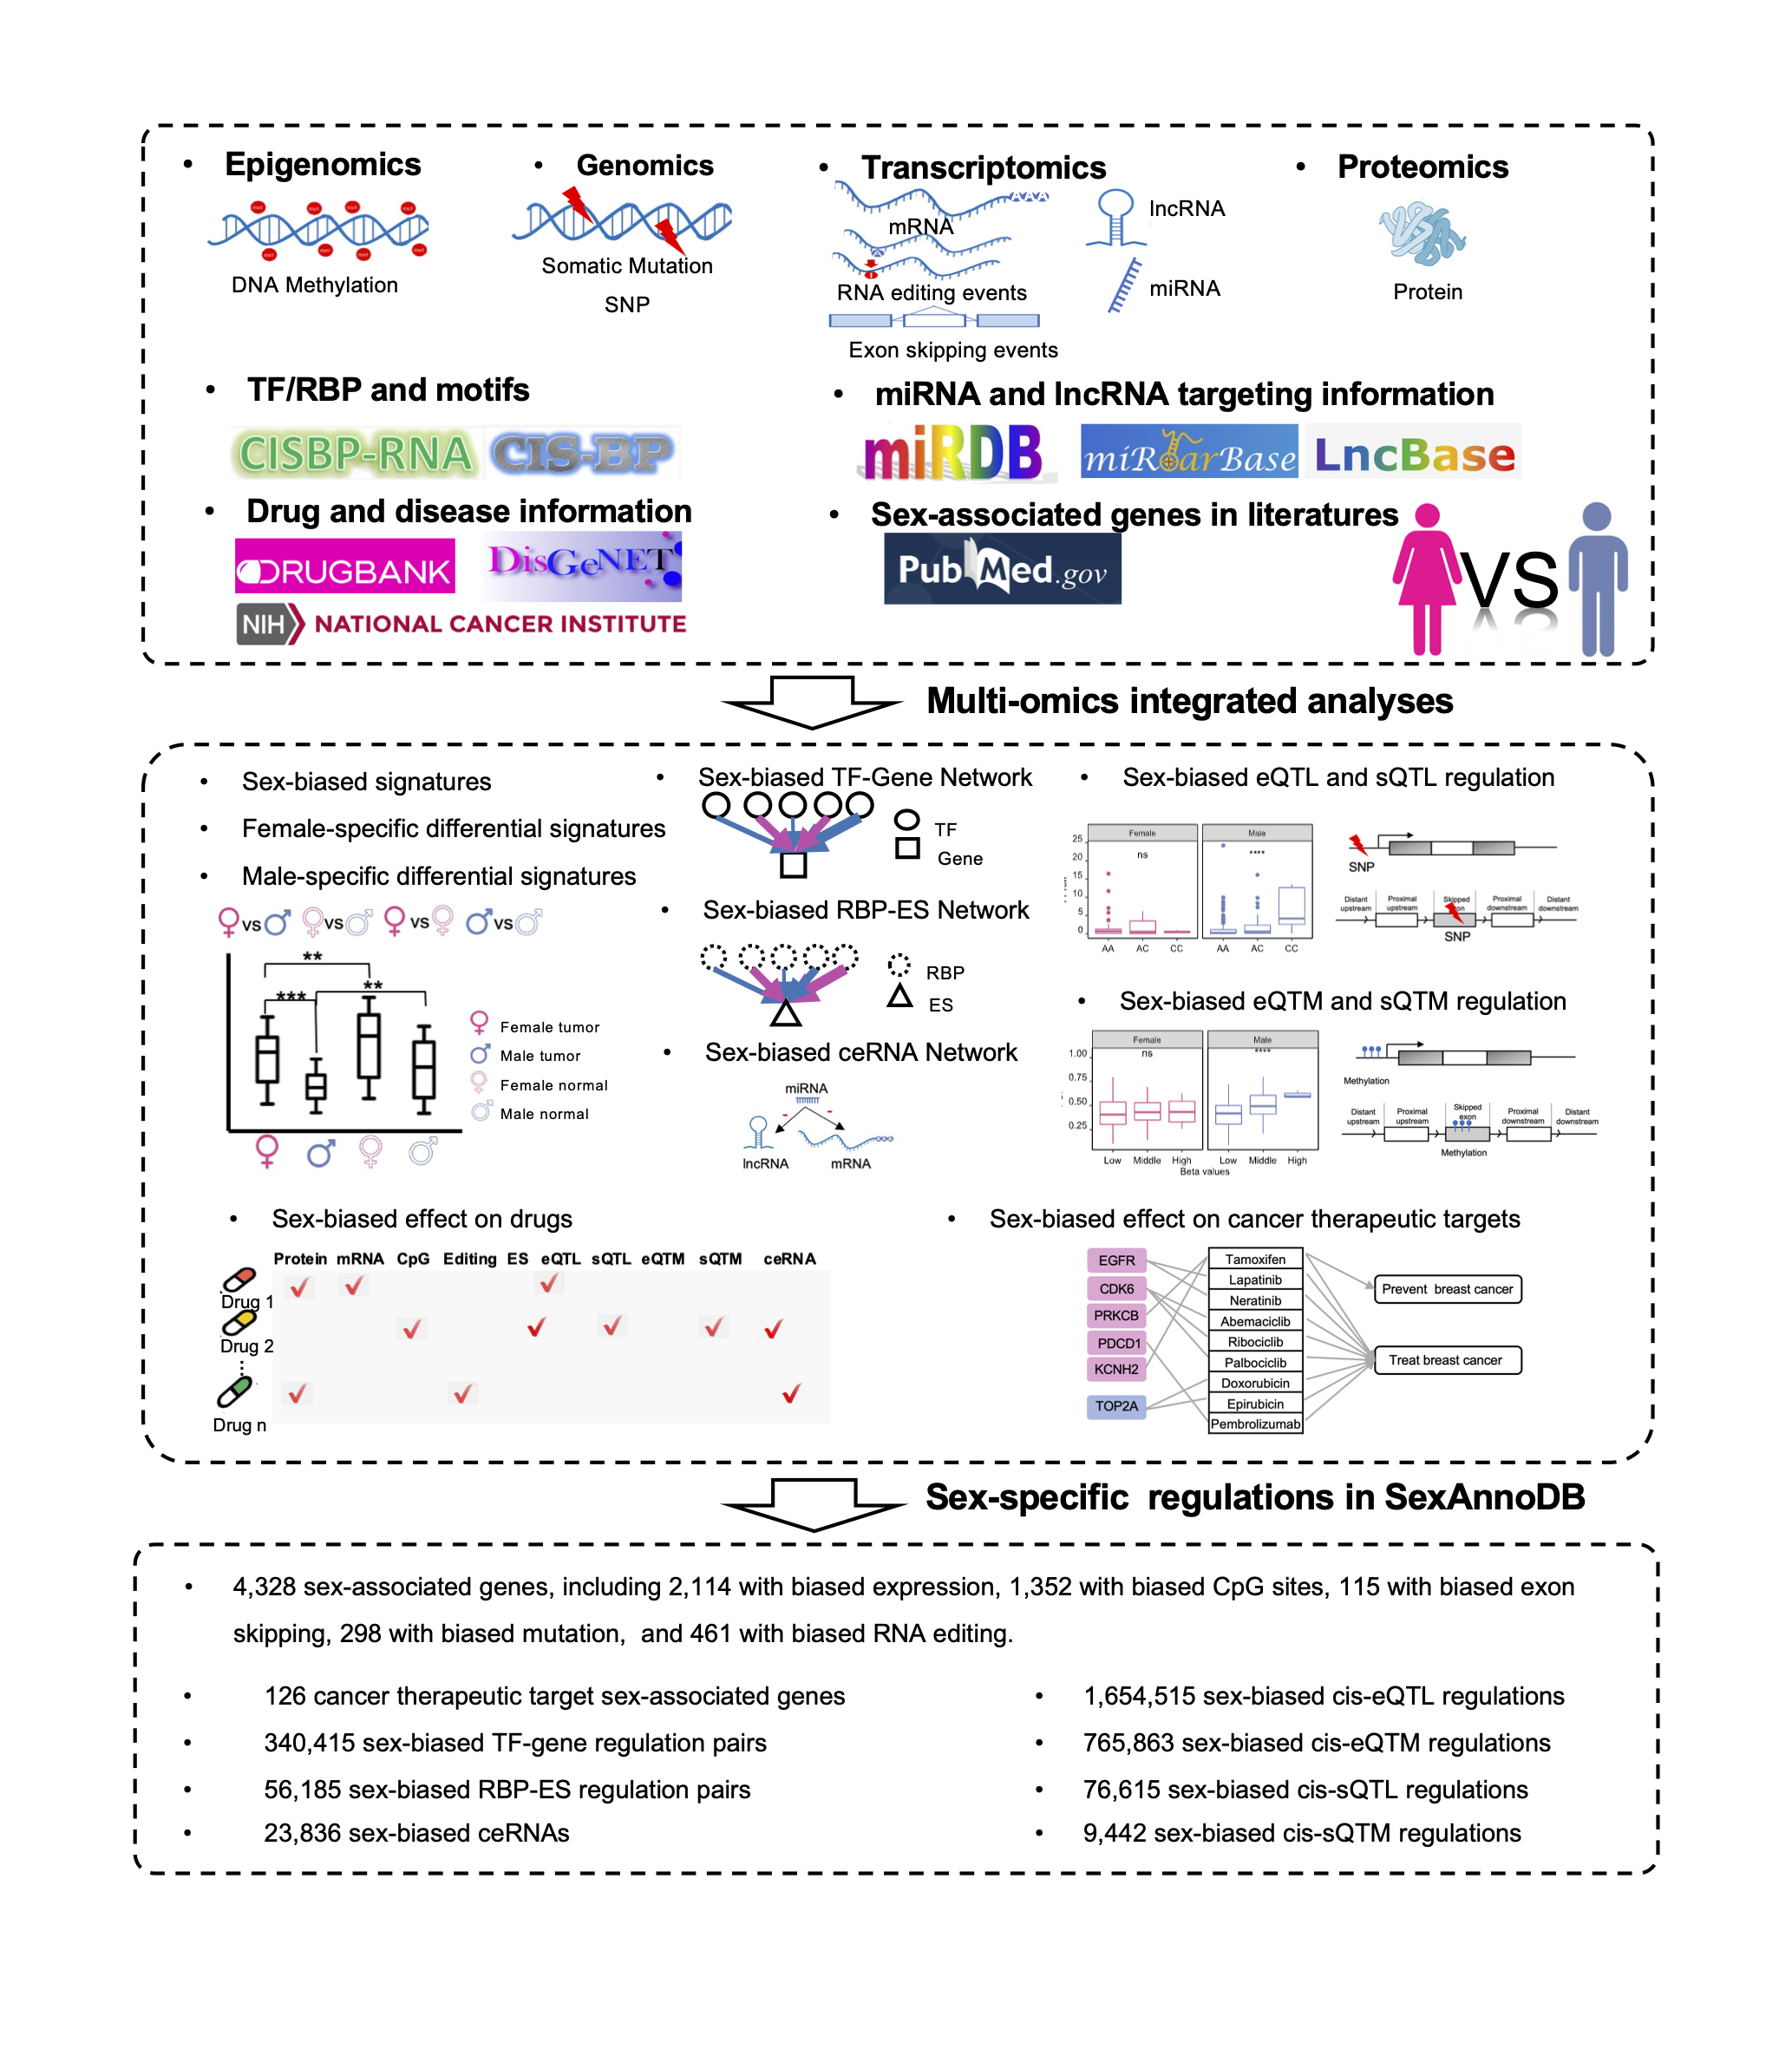 • Epigenomics
DNA Methylation
• Genomics
Somatic Mutation
SNP
• Transcriptomics
AAA
mRNA
RNA editing events
Exon skipping events
lncRNA
miRNA
• Proteomics
Protein
• TF/RBP and motifs
CISBP-RNA CIS-BP
• miRNA and lncRNA targeting information
miRDB miRTarBase LncBase
• Drug and disease information
DRUGBANK DisGeNET
NIH NATIONAL CANCER INSTITUTE
• Sex-associated genes in literatures
PubMed.gov
VS
Multi-omics integrated analyses
• Sex-biased signatures
• Female-specific differential signatures
• Male-specific differential signatures
♀vs♂ ♀vs♂ ♀vs♀ ♂vs♂
**
*** **
♀ Female tumor
♂ Male tumor
♀ Female normal
♂ Male normal
♀ ♂ ♀ ♂
• Sex-biased TF-Gene Network
TF
Gene
• Sex-biased RBP-ES Network
RBP
ES
• Sex-biased ceRNA Network
miRNA
- -
lncRNA mRNA
• Sex-biased eQTL and sQTL regulation
Female Male
ns ****
25
20
15
10
5
0
AA AC CC AA AC CC
SNP
Distant upstream
Proximal upstream
Skipped
Proximal downstream
Distant downstream
SNP
• Sex-biased eQTM and sQTM regulation
Female Male
ns ****
1.00
0.75
0.50
0.25
Low Middle High Low Middle High
Beta values
Methylation
Distant upstream
Proximal upstream
Skipped exon
Proximal downstream
Distant downstream
Methylation
• Sex-biased effect on drugs
Protein mRNA CpG Editing ES eQTL sQTL eQTM sQTM ceRNA
Drug 1
Drug 2
Drug n
• Sex-biased effect on cancer therapeutic targets
EGFR
CDK6
PRKCB
PDCD1
KCNH2
TOP2A
Tamoxifen
Lapatinib
Neratinib
Abemaciclib
Ribociclib
Palbociclib
Doxorubicin
Epirubicin
Pembrolizumab
Prevent breast cancer
Treat breast cancer
Sex-specific regulations in SexAnnoDB
• 4,328 sex-associated genes, including 2,114 with biased expression, 1,352 with biased CpG sites, 115 with biased exon
skipping, 298 with biased mutation, and 461 with biased RNA editing.
• 126 cancer therapeutic target sex-associated genes
• 340,415 sex-biased TF-gene regulation pairs
• 56,185 sex-biased RBP-ES regulation pairs
• 23,836 sex-biased ceRNAs
• 1,654,515 sex-biased cis-eQTL regulations
• 765,863 sex-biased cis-eQTM regulations
• 76,615 sex-biased cis-sQTL regulations
• 9,442 sex-biased cis-sQTM regulations